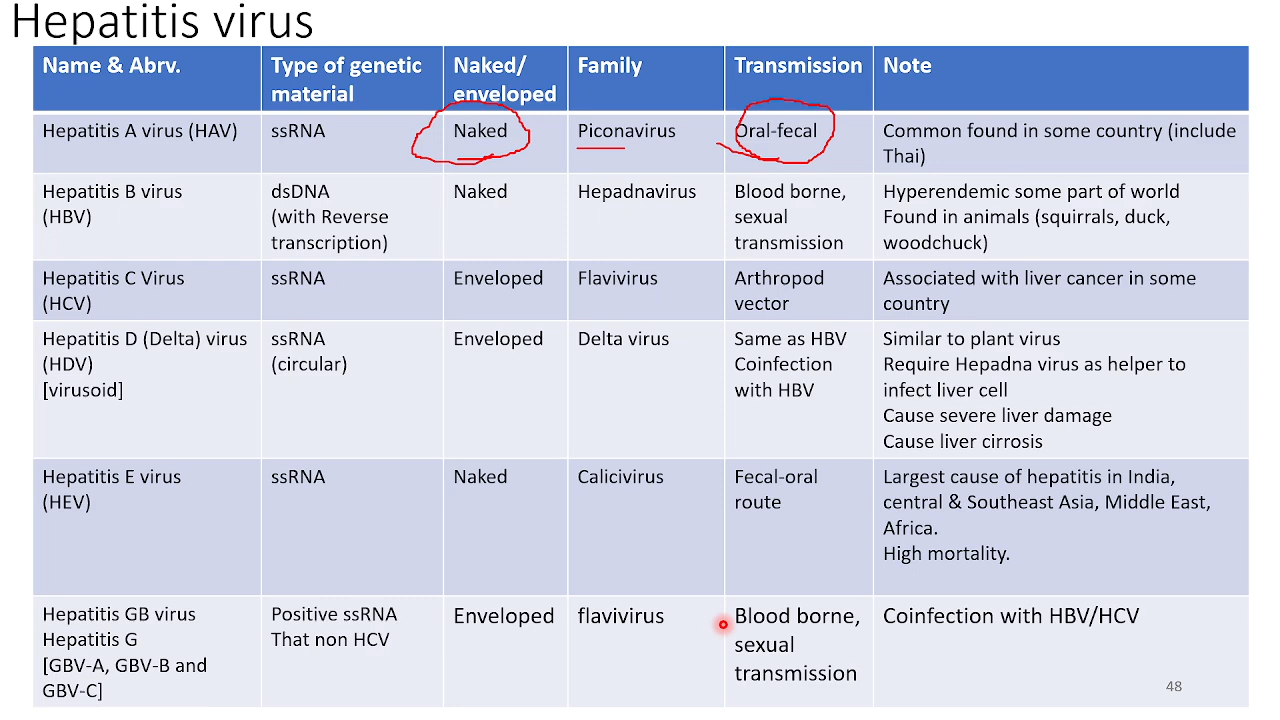 Hepatitis virus
Name & Abrv.
Type of genetic
material
Naked/
enveloped
Family
Transmission
Note
Hepatitis A virus (HAV)
ssRNA
Naked
Piconavirus
Oral-fecal
Common found in some country (include
Thai)
Hepatitis B virus
(HBV)
dsDNA
(with Reverse
transcription)
Naked
Hepadnavirus
Blood borne,
sexual
transmission
Hyperendemic some part of world
Found in animals (squirrals, duck,
woodchuck)
Hepatitis C Virus
(HCV)
ssRNA
Enveloped
Flavivirus
Arthropod
vector
Associated with liver cancer in some
country
Hepatitis D (Delta) virus
(HDV)
[virusoid]
ssRNA
(circular)
Enveloped
Delta virus
Same as HBV
Coinfection
with HBV
Similar to plant virus
Require Hepadna virus as helper to
infect liver cell
Cause severe liver damage
Cause liver cirrosis
Hepatitis E virus
(HEV)
ssRNA
Naked
Calicivirus
Fecal-oral
route
Largest cause of hepatitis in India,
central & Southeast Asia, Middle East,
Africa.
High mortality.
Hepatitis GB virus
Hepatitis G
[GBV-A, GBV-B and
GBV-C]
Positive ssRNA
That non HCV
Enveloped
flavivirus
Blood borne,
sexual
transmission
Coinfection with HBV/HCV
48